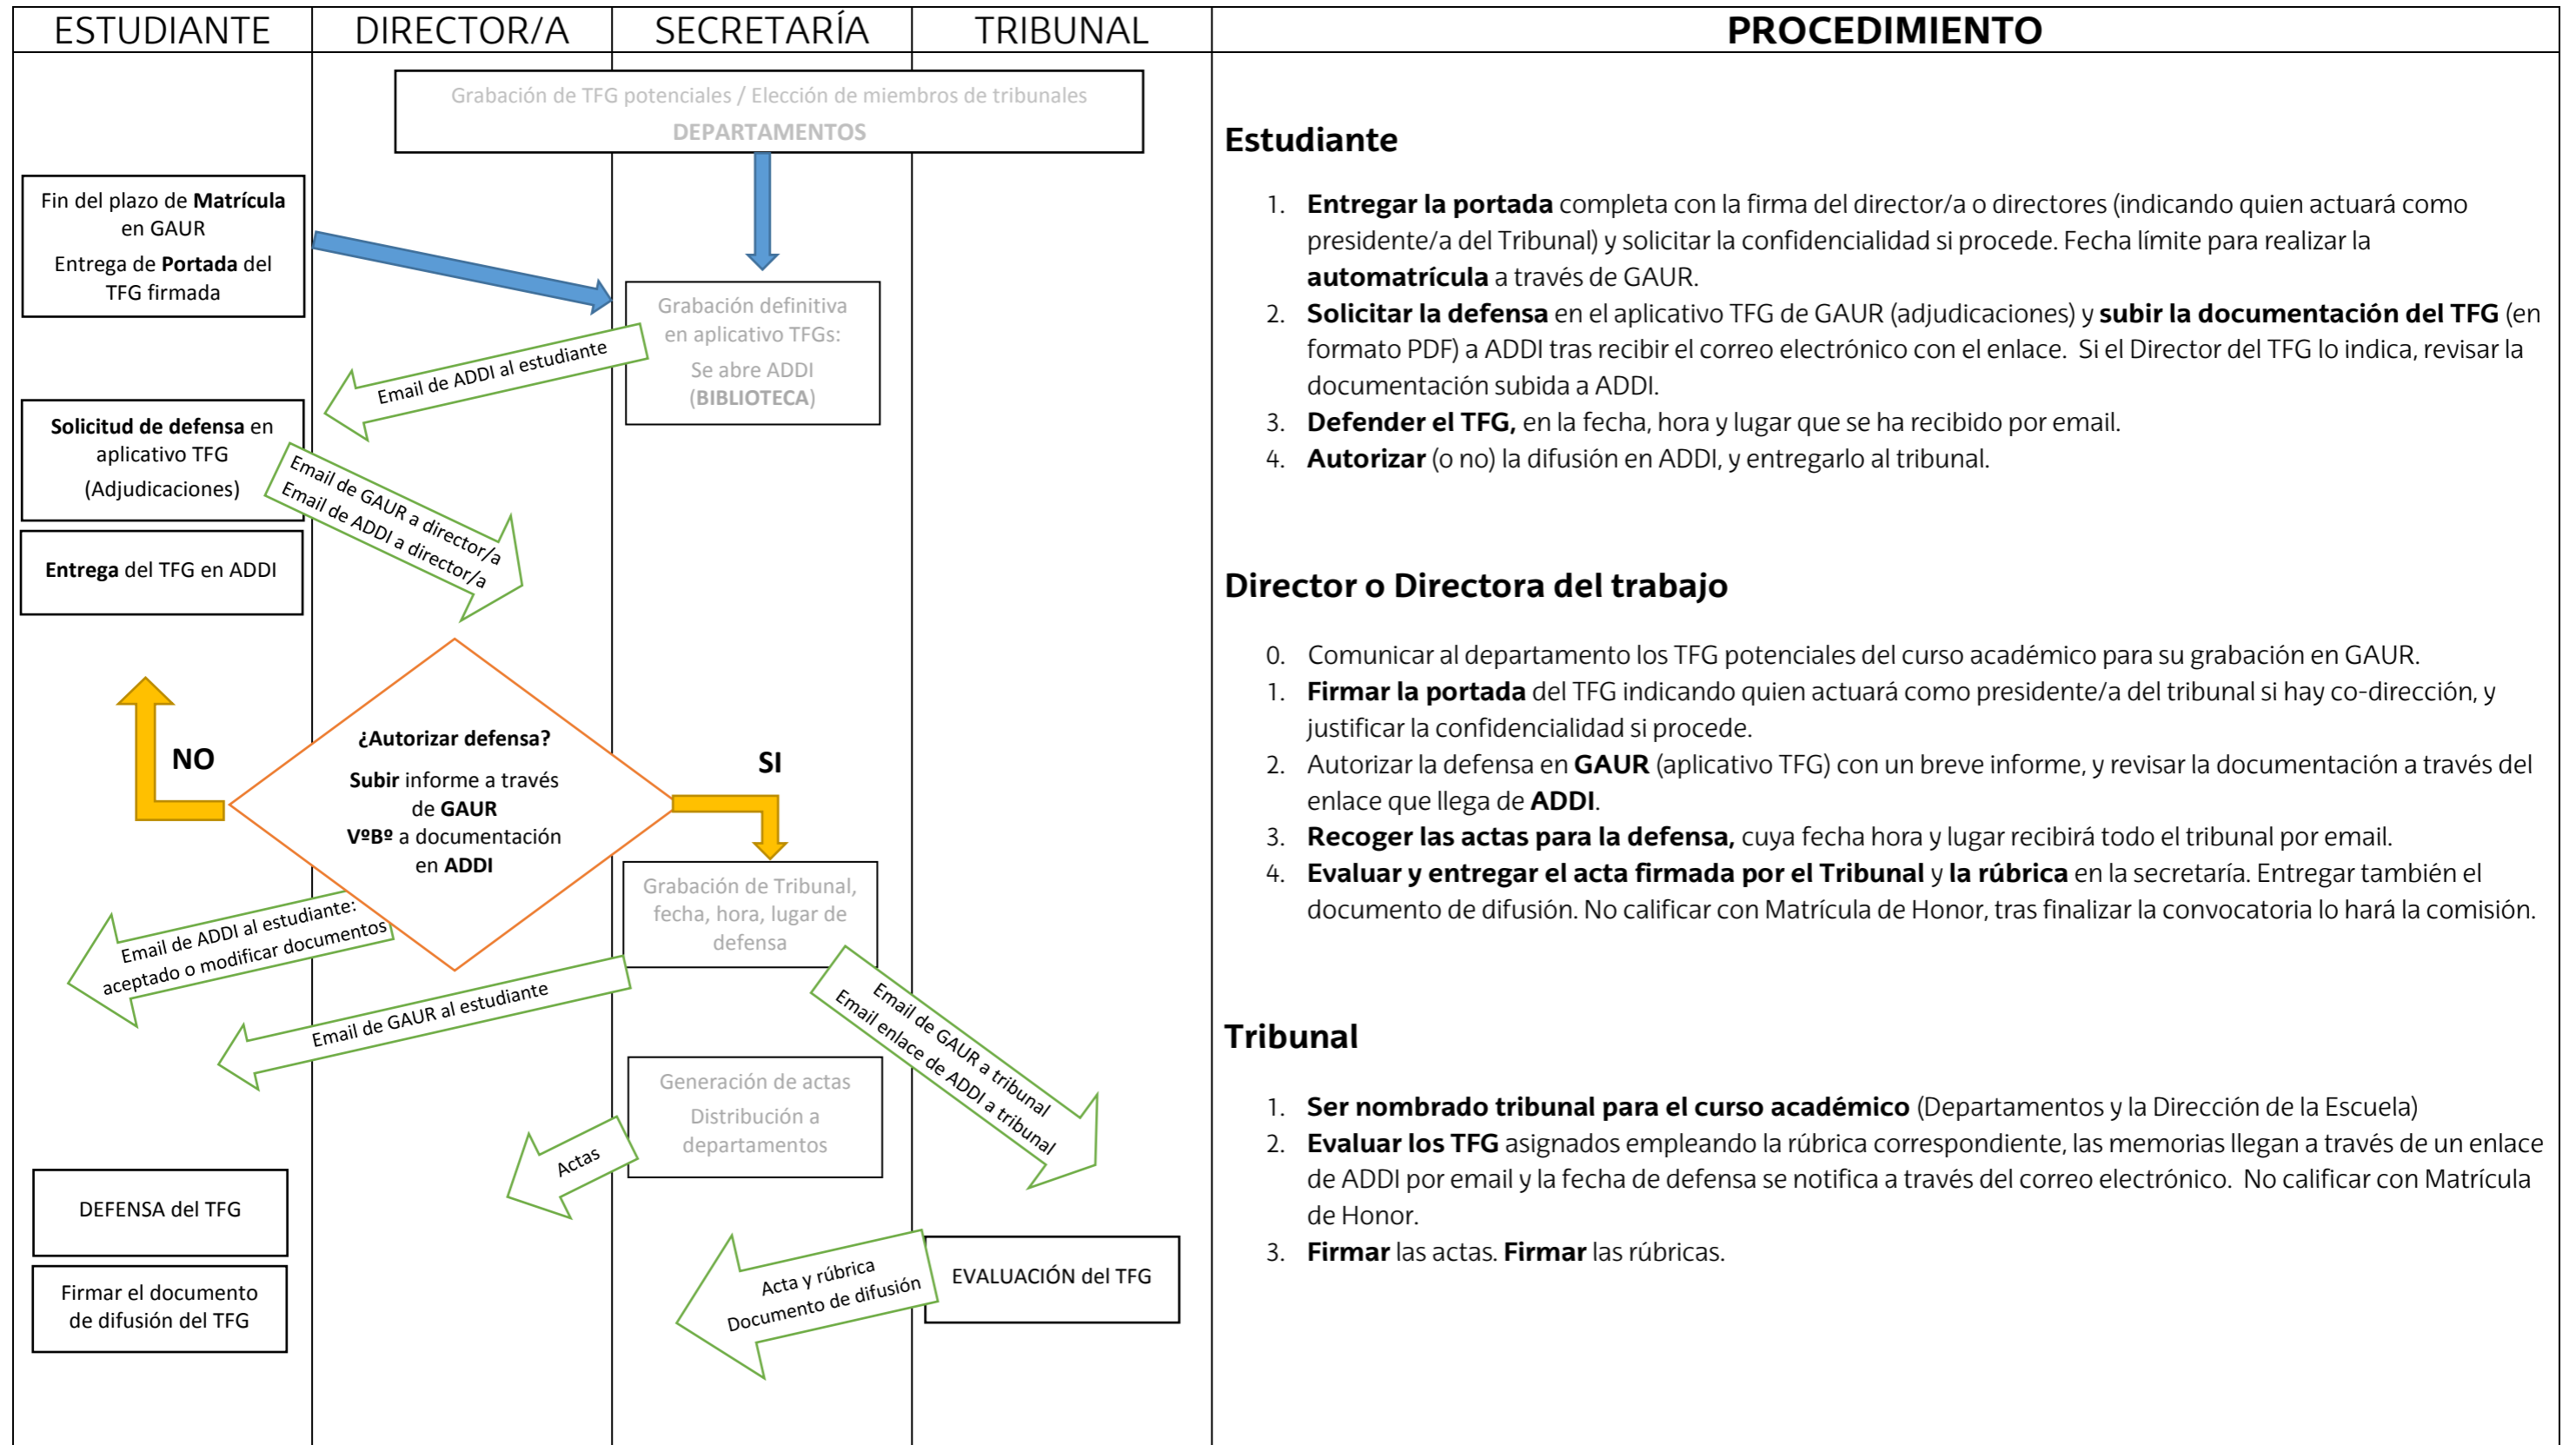 ESTUDIANTE
DIRECTOR/A
SECRETARÍA
TRIBUNAL
PROCEDIMIENTO
Grabación de TFG potenciales / Elección de miembros de tribunales
DEPARTAMENTOS
Fin del plazo de Matrícula
en GAUR
Entrega de Portada del
TFG firmada
Grabación definitiva
en aplicativo TFGs:
Se abre ADDI
(BIBLIOTECA)
Email de ADDI al estudiante
Solicitud de defensa en
aplicativo TFG
(Adjudicaciones)
Email de GAUR a director/a
Email de ADDI a director/a
Entrega del TFG en ADDI
¿Autorizar defensa?
Subir informe a través
de GAUR
VºBº a documentación
en ADDI
NO
SI
Grabación de Tribunal,
fecha, hora, lugar de
defensa
Email de ADDI al estudiante:
aceptado o modificar documentos
Email de GAUR al estudiante
Email de GAUR a tribunal
Email enlace de ADDI a tribunal
Generación de actas
Distribución a
departamentos
Actas
DEFENSA del TFG
Firmar el documento
de difusión del TFG
Acta y rúbrica
Documento de difusión
EVALUACIÓN del TFG
Estudiante
1. Entregar la portada completa con la firma del director/a o directores (indicando quien actuará como
presidente/a del Tribunal) y solicitar la confidencialidad si procede. Fecha límite para realizar la
automatrícula a través de GAUR.
2. Solicitar la defensa en el aplicativo TFG de GAUR (adjudicaciones) y subir la documentación del TFG (en
formato PDF) a ADDI tras recibir el correo electrónico con el enlace. Si el Director del TFG lo indica, revisar la
documentación subida a ADDI.
3. Defender el TFG, en la fecha, hora y lugar que se ha recibido por email.
4. Autorizar (o no) la difusión en ADDI, y entregarlo al tribunal.
Director o Directora del trabajo
0. Comunicar al departamento los TFG potenciales del curso académico para su grabación en GAUR.
1. Firmar la portada del TFG indicando quien actuará como presidente/a del tribunal si hay co-dirección, y
justificar la confidencialidad si procede.
2. Autorizar la defensa en GAUR (aplicativo TFG) con un breve informe, y revisar la documentación a través del
enlace que llega de ADDI.
3. Recoger las actas para la defensa, cuya fecha hora y lugar recibirá todo el tribunal por email.
4. Evaluar y entregar el acta firmada por el Tribunal y la rúbrica en la secretaría. Entregar también el
documento de difusión. No calificar con Matrícula de Honor, tras finalizar la convocatoria lo hará la comisión.
Tribunal
1. Ser nombrado tribunal para el curso académico (Departamentos y la Dirección de la Escuela)
2. Evaluar los TFG asignados empleando la rúbrica correspondiente, las memorias llegan a través de un enlace
de ADDI por email y la fecha de defensa se notifica a través del correo electrónico. No calificar con Matrícula
de Honor.
3. Firmar las actas. Firmar las rúbricas.